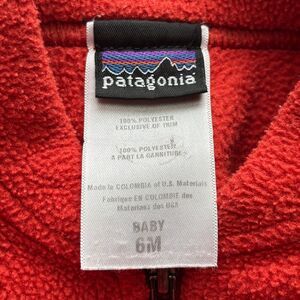 patagonia
100% POLYESTER
EXCLUSIVE OF TRIM
100% POLYESTER
A PART LA GARNITURE
Made in COLOMBIA of U.S. Materials
Fabriqué EN COLOMBIE des
Materiaux des USA
BABY
6M